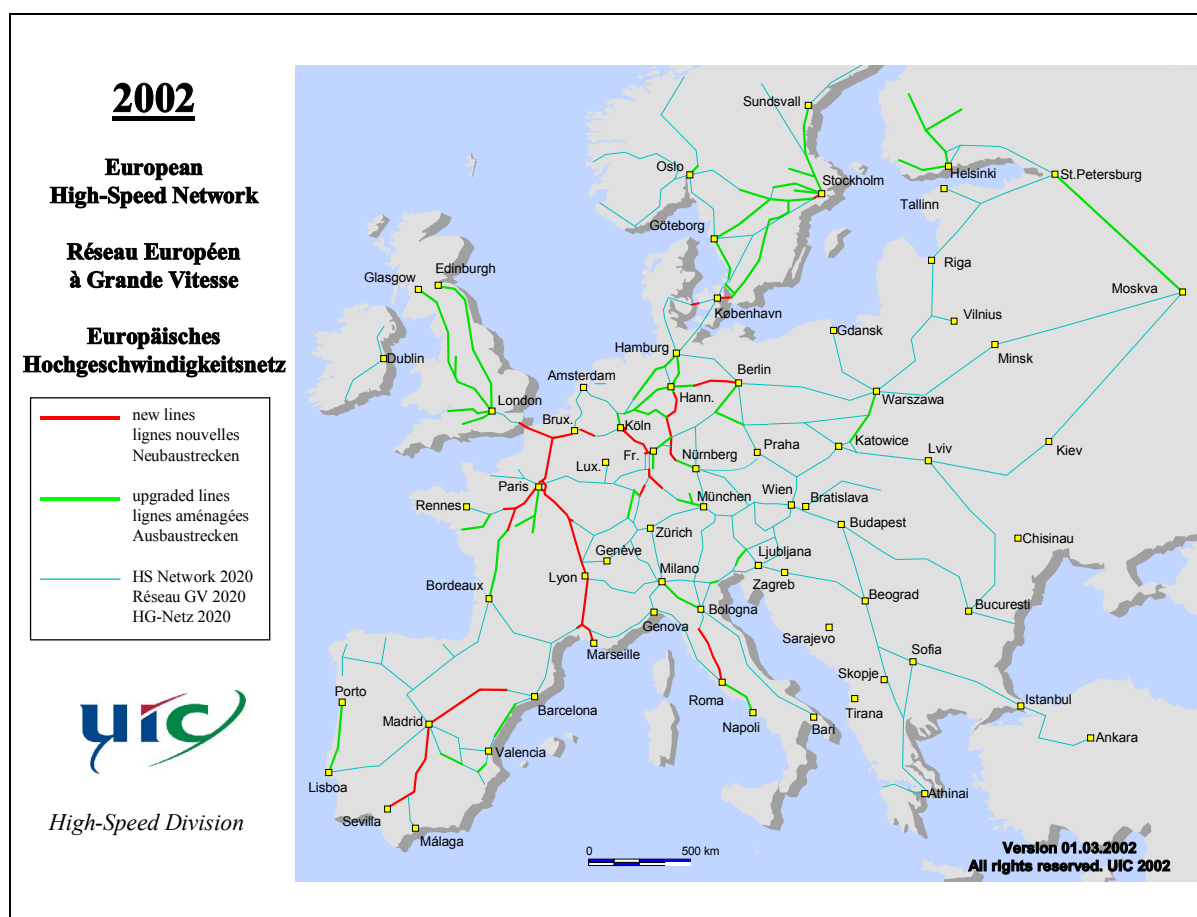 2002
European
High-Speed Network
Réseau Européen
à Grande Vitesse
Europäisches
Hochgeschwindigkeitsnetz
new lines
lignes nouvelles
Neubaustrecken
upgraded lines
lignes aménagées
Ausbaustrecken
HS Network 2020
Réseau GV 2020
HG-Netz 2020
uic
High-Speed Division
Sundsvall
Oslo
Stockholm
Helsinki
St.Petersburg
Tallinn
Göteborg
Riga
Moskva
Glasgow
Edinburgh
København
Vilnius
Gdansk
Minsk
Dublin
Hamburg
Berlin
Amsterdam
Hann.
Warszawa
London
Brux.
Köln
Katowice
Kiev
Praha
Lviv
Fr.
Nürnberg
Lux.
Paris
Rennes
München
Wien
Bratislava
Budapest
Zürich
Chisinau
Genève
Ljubljana
Lyon
Milano
Zagreb
Bordeaux
Beograd
Bucuresti
Bologna
Genova
Sarajevo
Marseille
Sofia
Skopje
Porto
Roma
Istanbul
Barcelona
Tirana
Madrid
Napoli
Bari
Ankara
Valencia
Lisboa
Athinai
Sevilla
Málaga
0
500 km
Version 01.03.2002
All rights reserved. UIC 2002